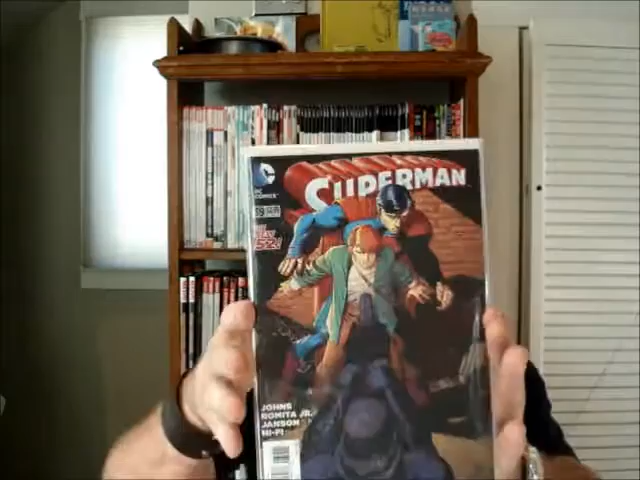 DC
COMICS
SUPERMAN
39
THE NEW
52!
JOHNS
ROMITA JR.
JANSON
HI-FI